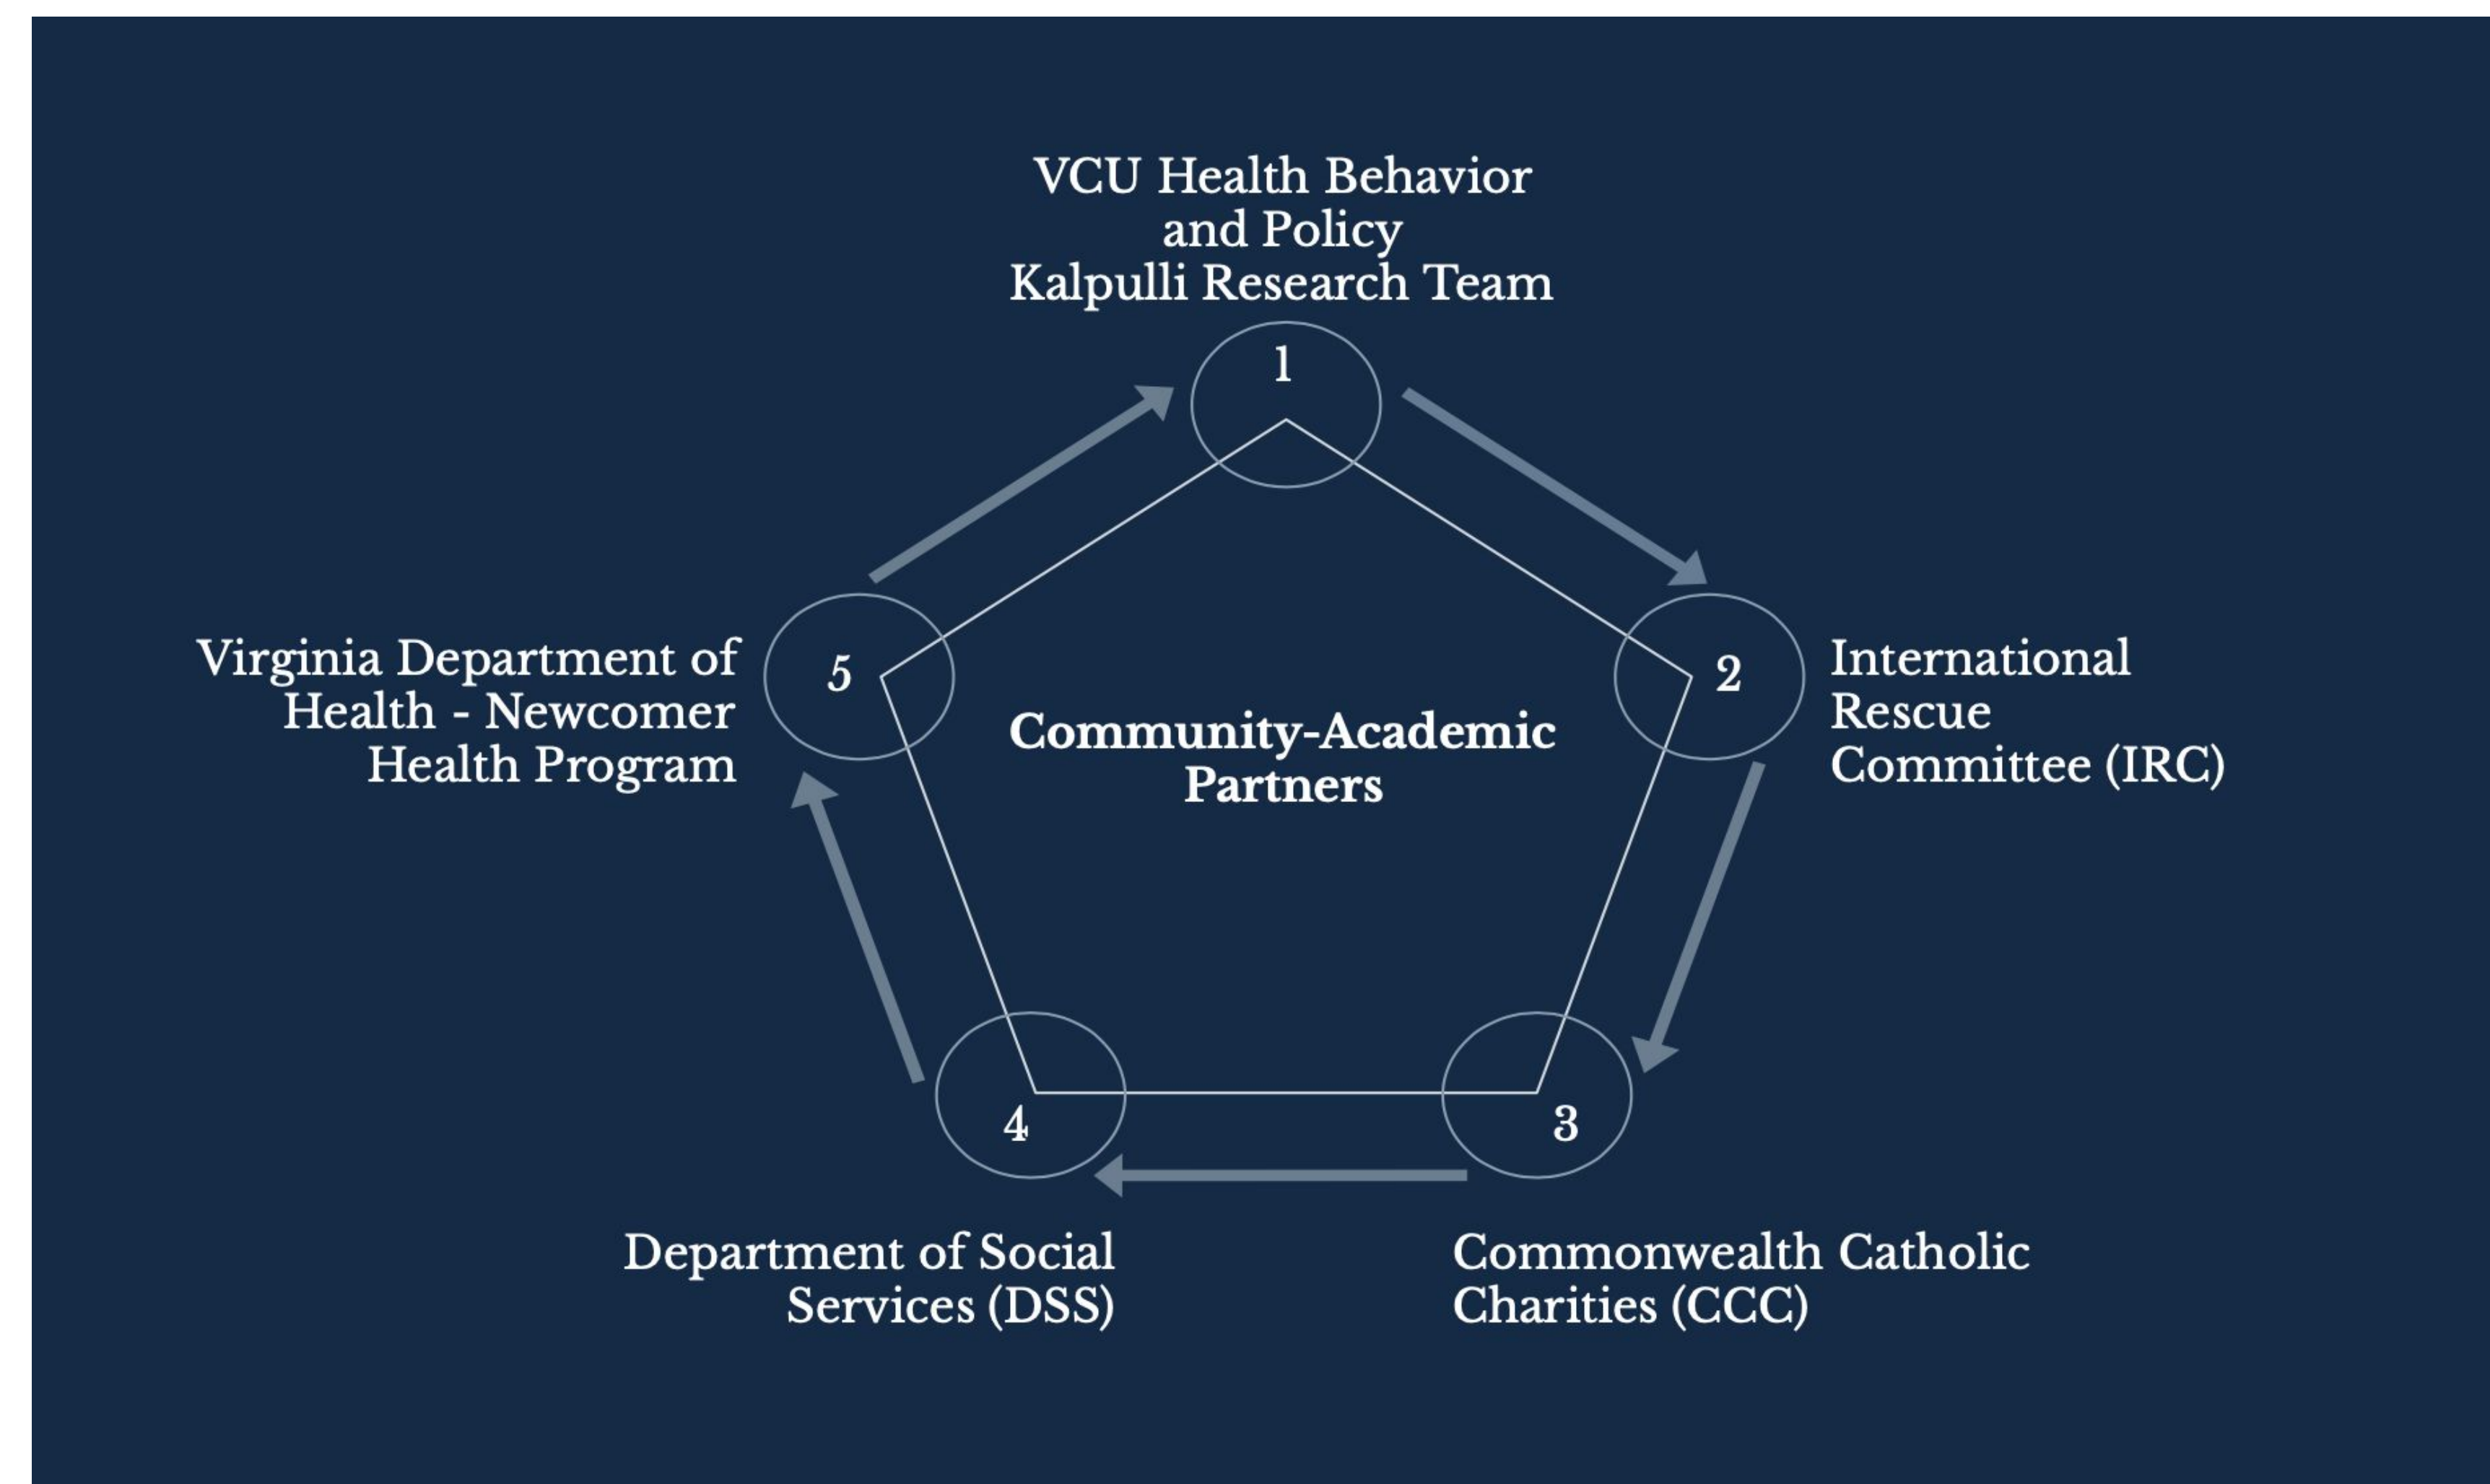 VCU Health Behavior
and Policy
Kalpulli Research Team
1
2
International
Rescue
Committee (IRC)
3
Commonwealth Catholic
Charities (CCC)
4
Department of Social
Services (DSS)
5
Virginia Department of
Health - Newcomer
Health Program
Community-Academic
Partners